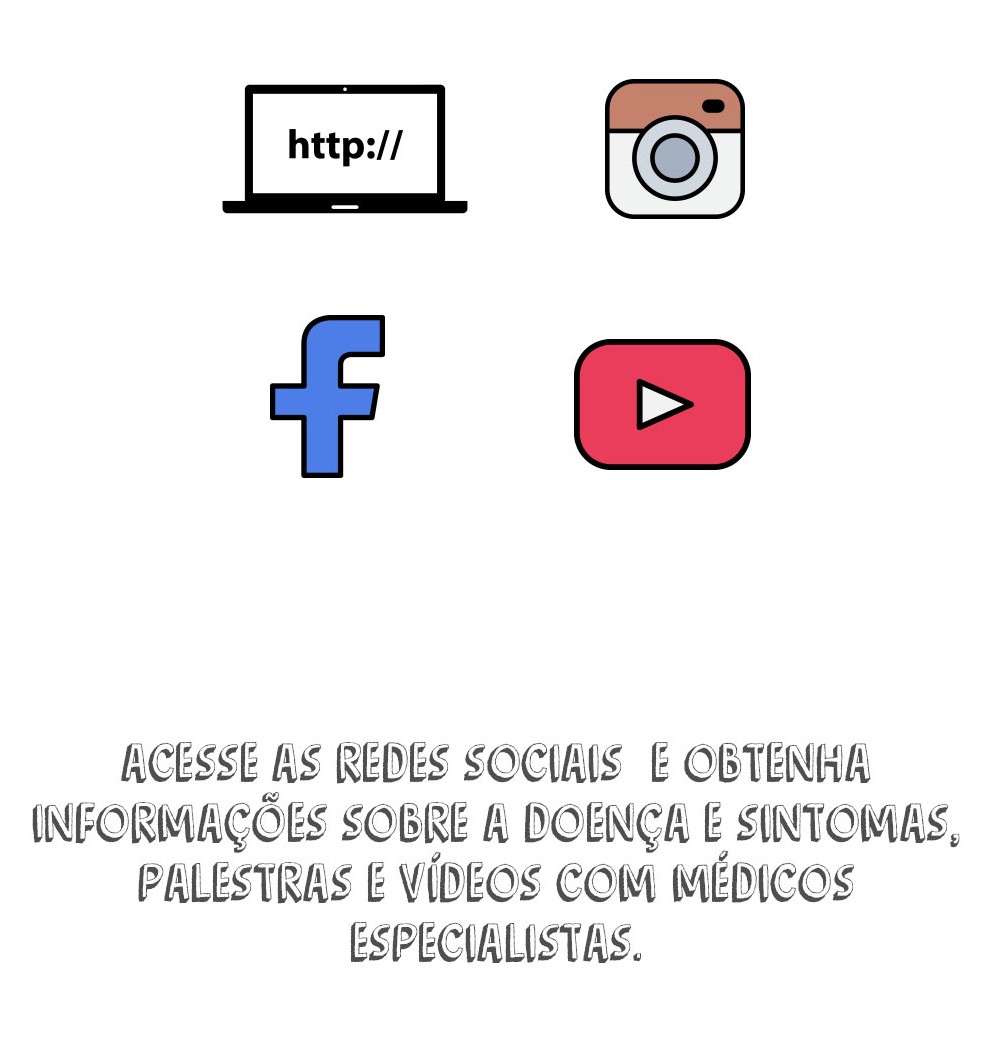 http://
ACESSE AS REDES SOCIAIS E OBTENHA
INFORMAÇÕES SOBRE A DOENÇA E SINTOMAS,
PALESTRAS E VÍDEOS COM MÉDICOS
ESPECIALISTAS.